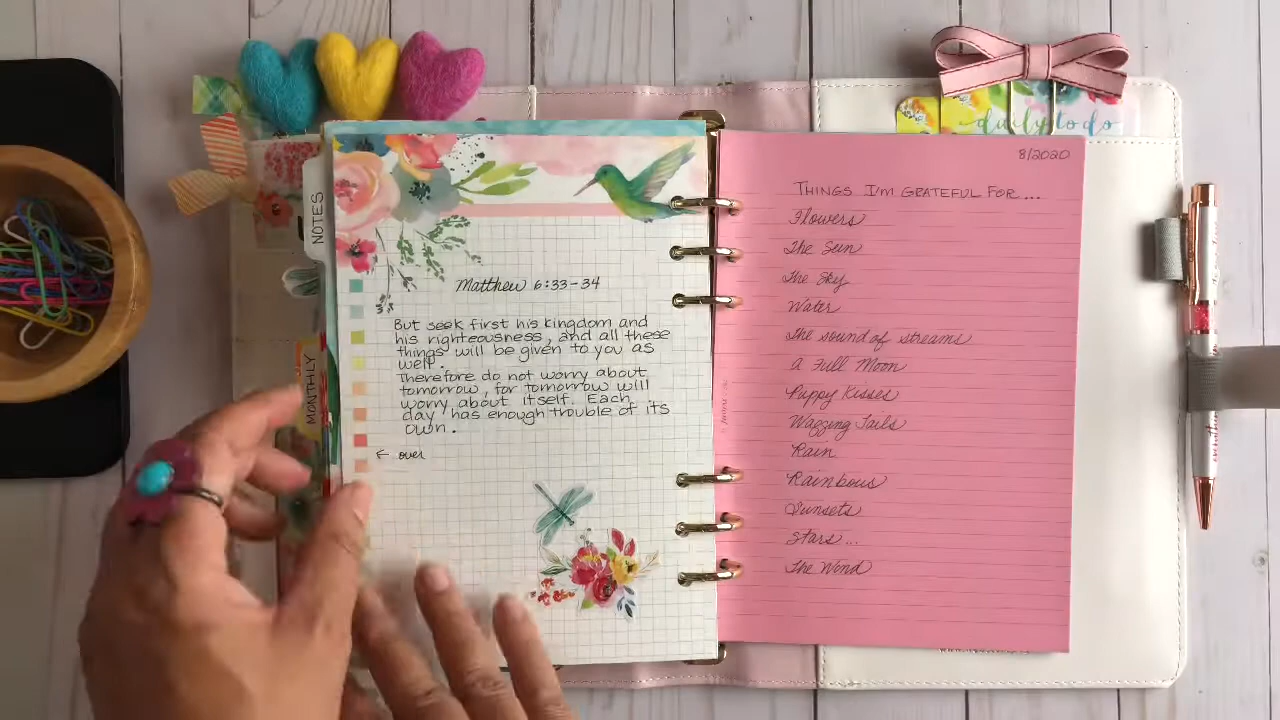 NOTES
MONTHLY
Matthew 6:33-34
But seek first his kingdom and
his righteousness, and all these
things will be given to you as
well.
Therefore do not worry about
tomorrow, for tomorrow will
worry about itself. Each
day has enough trouble of its
own.
← over
daily to do
8/2020
THINGS I'M GRATEFUL FOR...
Flowers
The Sun
The Sky
Water
The sound of streams
A Full Moon
Puppy Kisses
Wagging Tails
Rain
Rainbows
Sunsets
Stars...
The Wind